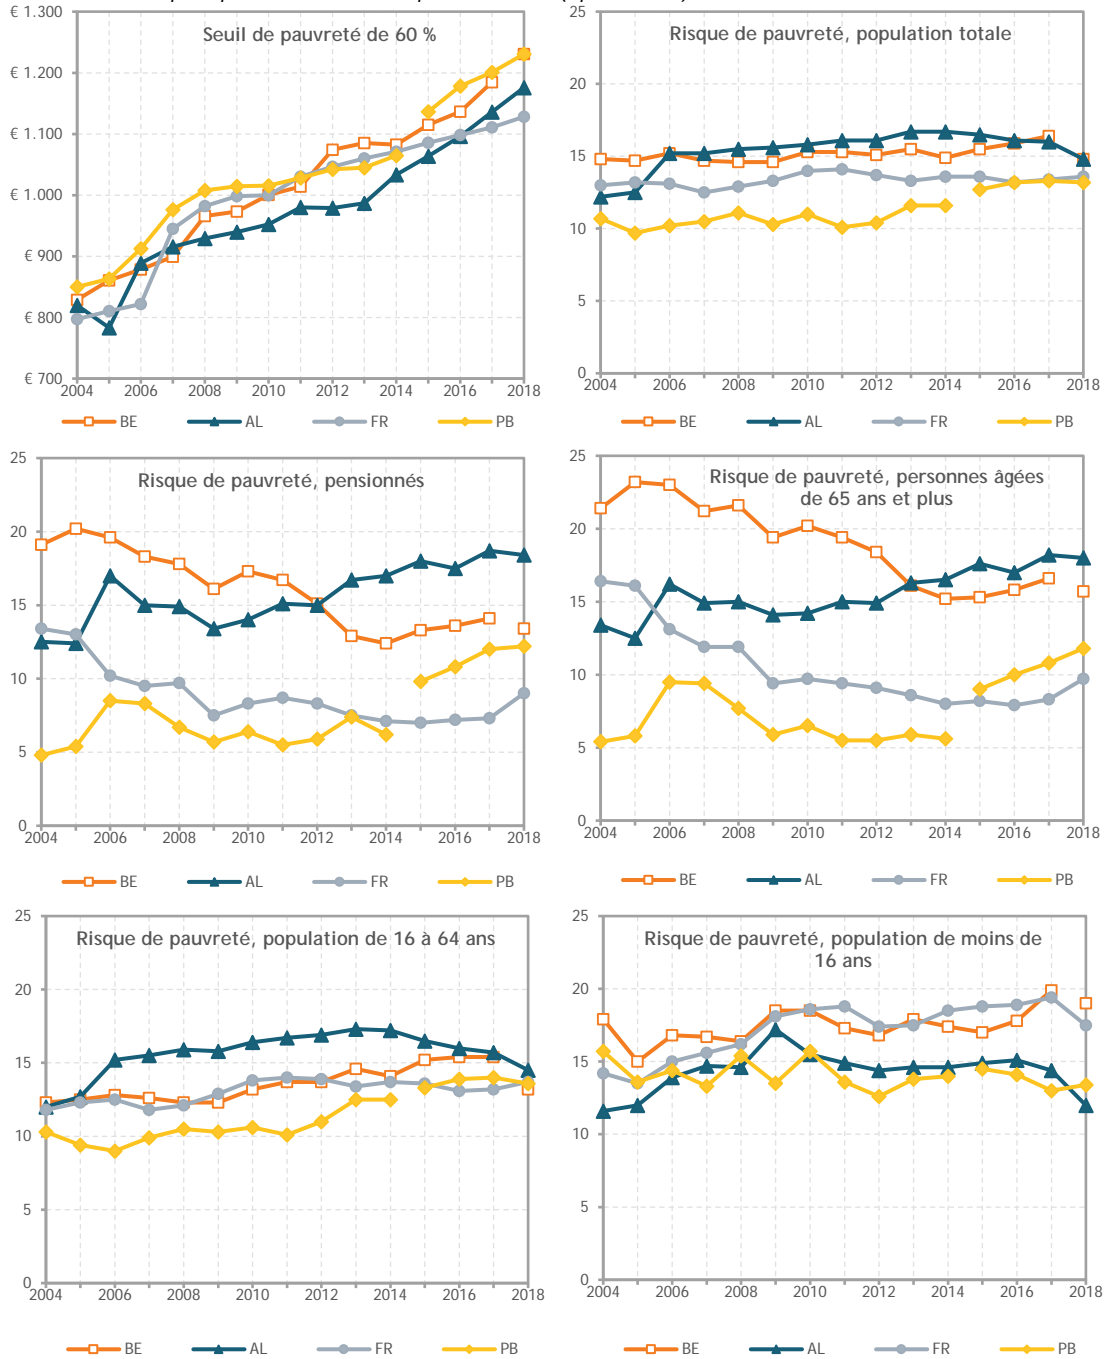 Seuil de pauvreté de 60 %
€ 1.300
€ 1.200
€ 1.100
€ 1.000
€ 900
€ 800
€ 700
2004 2006 2008 2010 2012 2014 2016 2018
BE AL FR PB
Risque de pauvreté, population totale
25
20
15
10
5
0
2004 2006 2008 2010 2012 2014 2016 2018
BE AL FR PB
Risque de pauvreté, pensionnés
25
20
15
10
5
0
2004 2006 2008 2010 2012 2014 2016 2018
BE AL FR PB
Risque de pauvreté, personnes âgées
de 65 ans et plus
25
20
15
10
5
0
2004 2006 2008 2010 2012 2014 2016 2018
BE AL FR PB
Risque de pauvreté, population de 16 à 64 ans
25
20
15
10
5
0
2004 2006 2008 2010 2012 2014 2016 2018
BE AL FR PB
Risque de pauvreté, population de moins de
16 ans
25
20
15
10
5
0
2004 2006 2008 2010 2012 2014 2016 2018
BE AL FR PB